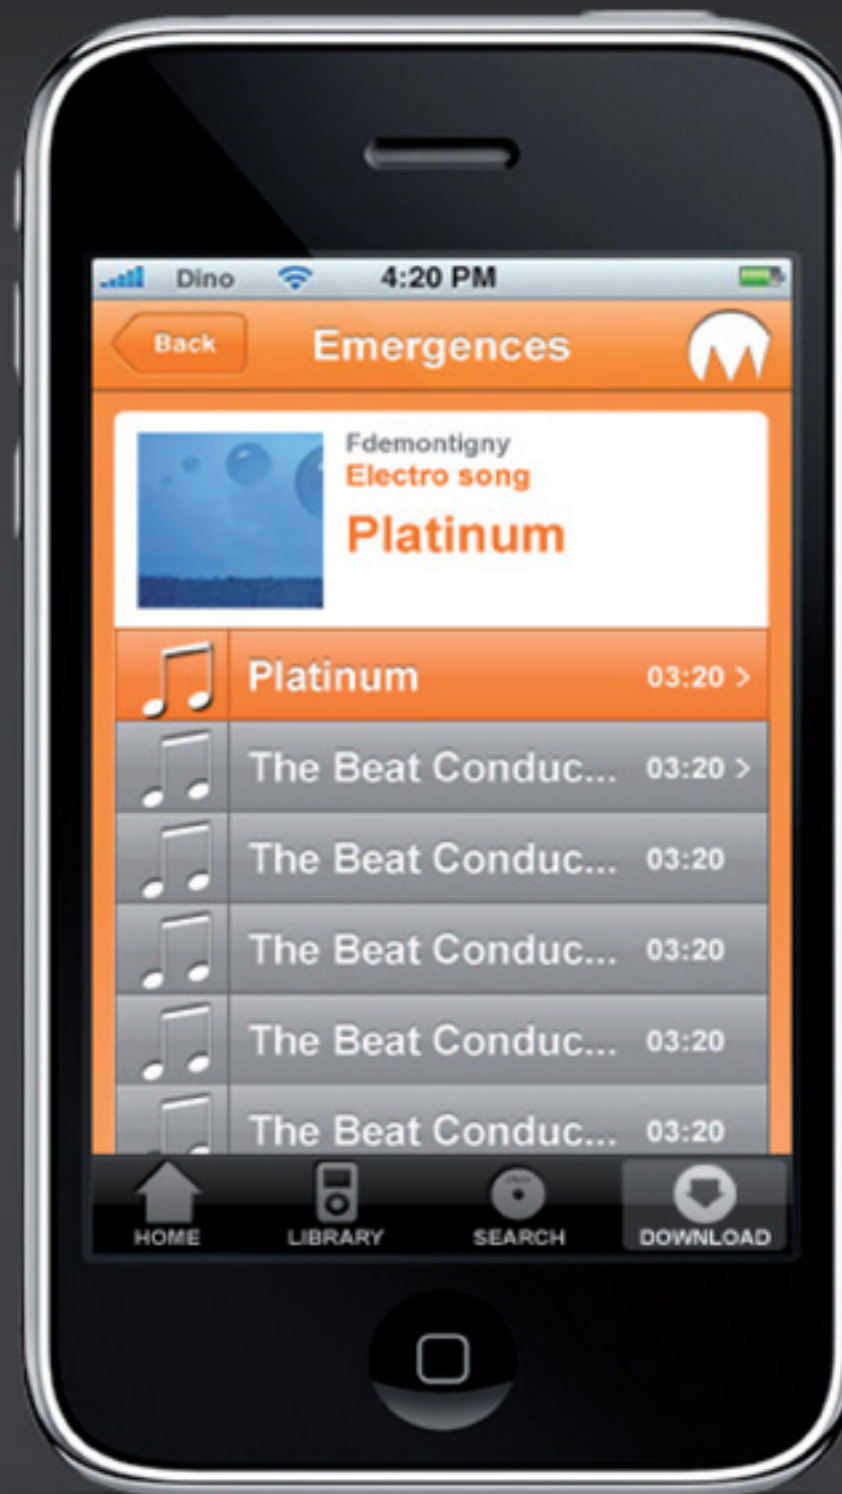 Dino 4:20 PM
Back Emergences
Fdemontigny
Electro song
Platinum
Platinum 03:20 >
The Beat Conduc... 03:20 >
The Beat Conduc... 03:20
The Beat Conduc... 03:20
The Beat Conduc... 03:20
The Beat Conduc... 03:20
HOME LIBRARY SEARCH DOWNLOAD